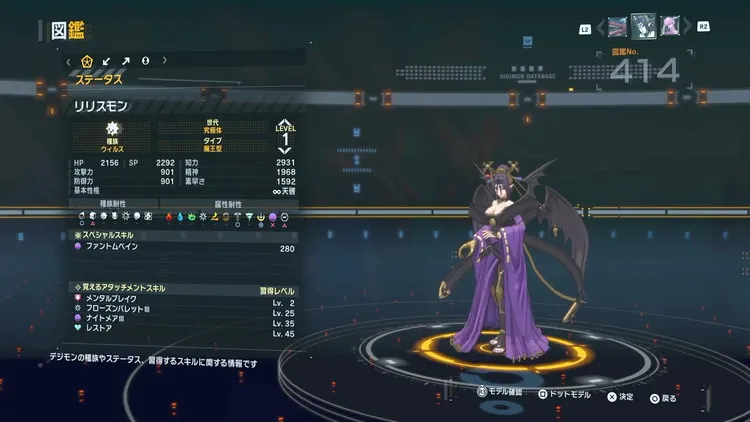 図鑑
L2
R2
図鑑No.
414
DIGIMON DATABASE
ステータス
リリスモン
種族
ウイルス
世代
究極体
タイプ
魔王型
LEVEL
1
HP 2156 SP 2292 知力 2931
攻撃力 901 精神 1968
防御力 901 素早さ 1592
基本性格 天啓
種族耐性 属性耐性
スペシャルスキル
ファントムペイン 280
覚えるアタッチメントスキル 習得レベル
メンタルブレイク Lv. 2
フローズンバレットIII Lv. 25
ナイトメアIII Lv. 35
レストア Lv. 45
デジモンの種族やステータス、習得するスキルに関する情報です
R3 モデル確認 ドットモデル 決定 戻る